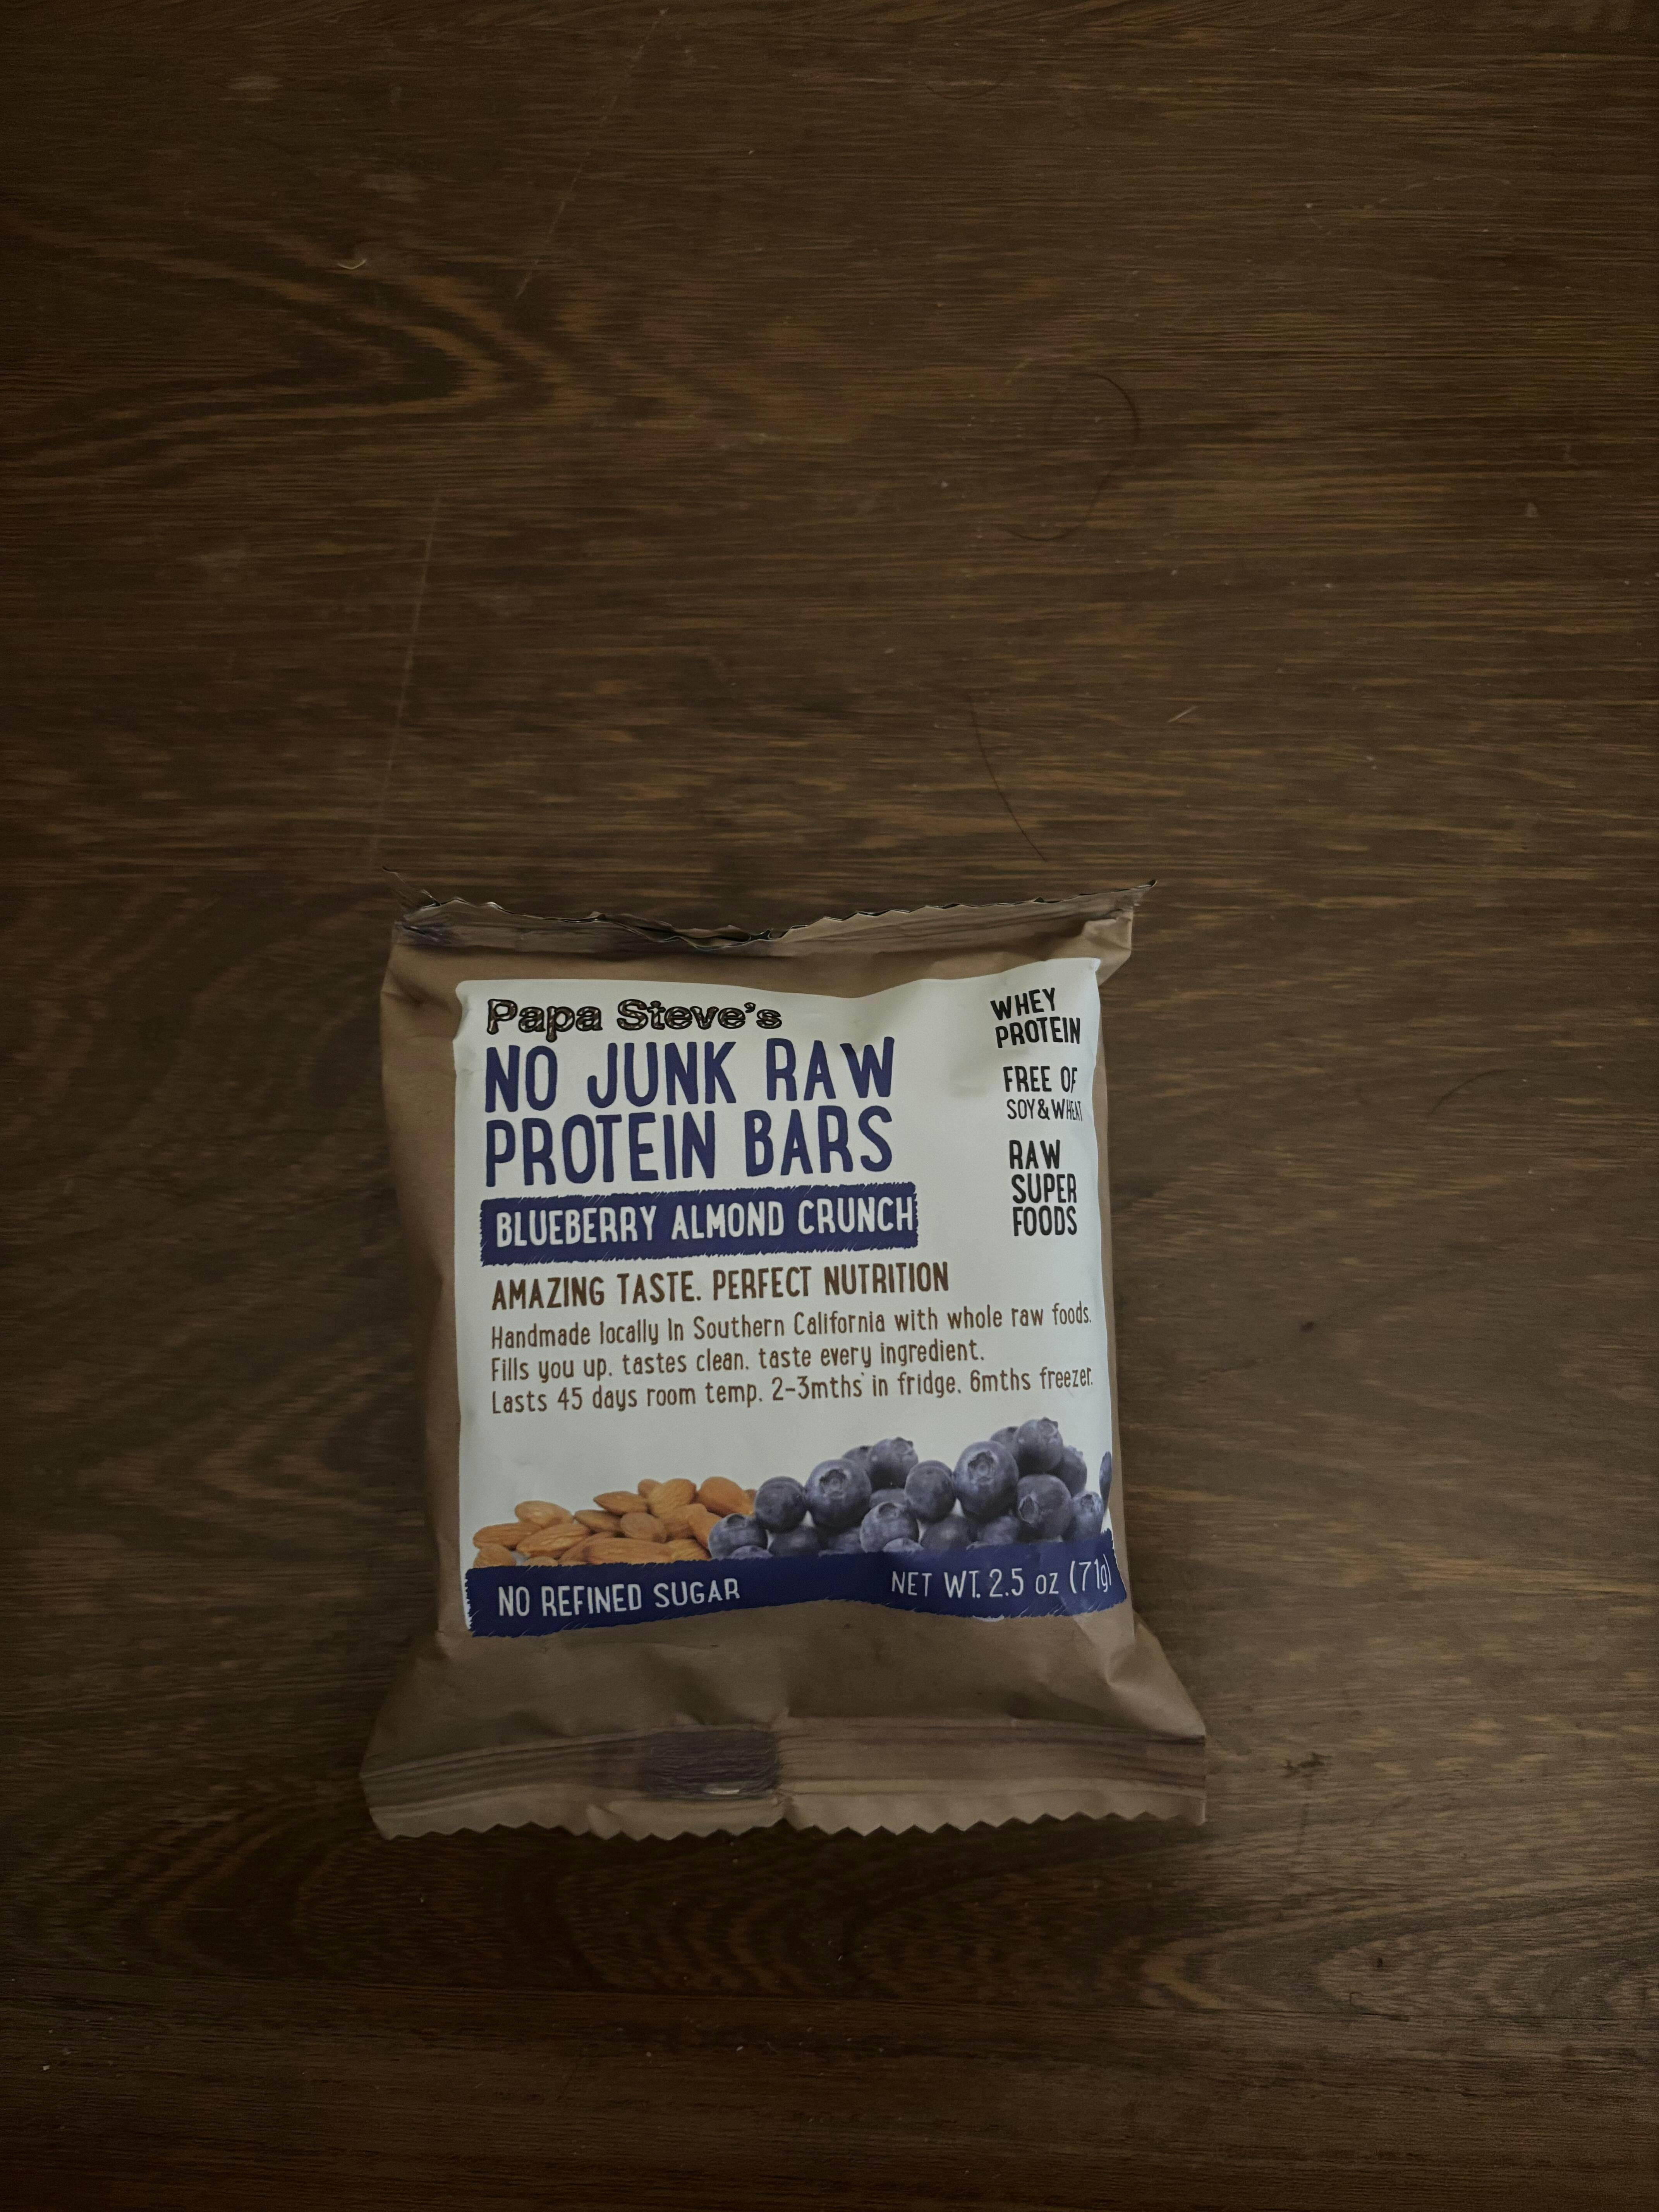 Papa Steve's
NO JUNK RAW
PROTEIN BARS
BLUEBERRY ALMOND CRUNCH
AMAZING TASTE. PERFECT NUTRITION
Handmade locally In Southern California with whole raw foods.
Fills you up. tastes clean. taste every ingredient.
Lasts 45 days room temp. 2-3mths in fridge. 6mths freezer.
WHEY
PROTEIN
FREE OF
SOY&WHEAT
RAW
SUPER
FOODS
NO REFINED SUGAR
NET WT. 2.5 oz (71g)